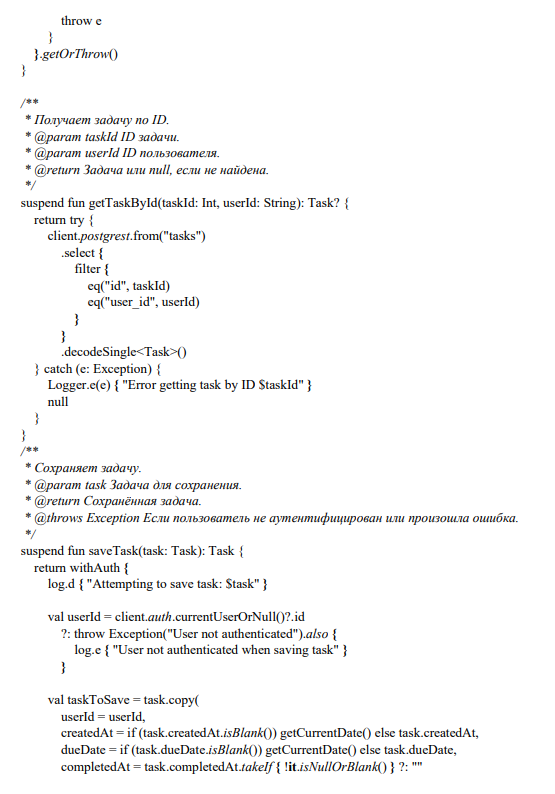 throw e
}
}.getOrThrow()
}
/**
* Получает задачу по ID.
* @param taskId ID задачи.
* @param userId ID пользователя.
* @return Задача или null, если не найдена.
*/
suspend fun getTaskById(taskId: Int, userId: String): Task? {
return try {
client.postgrest.from("tasks")
.select {
filter {
eq("id", taskId)
eq("user_id", userId)
}
}
.decodeSingle<Task>()
} catch (e: Exception) {
Logger.e(e) { "Error getting task by ID $taskId" }
null
}
}
/**
* Сохраняет задачу.
* @param task Задача для сохранения.
* @return Сохранённая задача.
* @throws Exception Если пользователь не аутентифицирован или произошла ошибка.
*/
suspend fun saveTask(task: Task): Task {
return withAuth {
log.d { "Attempting to save task: $task" }
val userId = client.auth.currentUserOrNull()?.id
?: throw Exception("User not authenticated").also {
log.e { "User not authenticated when saving task" }
}
val taskToSave = task.copy(
userId = userId,
createdAt = if (task.createdAt.isBlank()) getCurrentDate() else task.createdAt,
dueDate = if (task.dueDate.isBlank()) getCurrentDate() else task.dueDate,
completedAt = task.completedAt.takeIf { !it.isNullOrBlank() } ?: ""